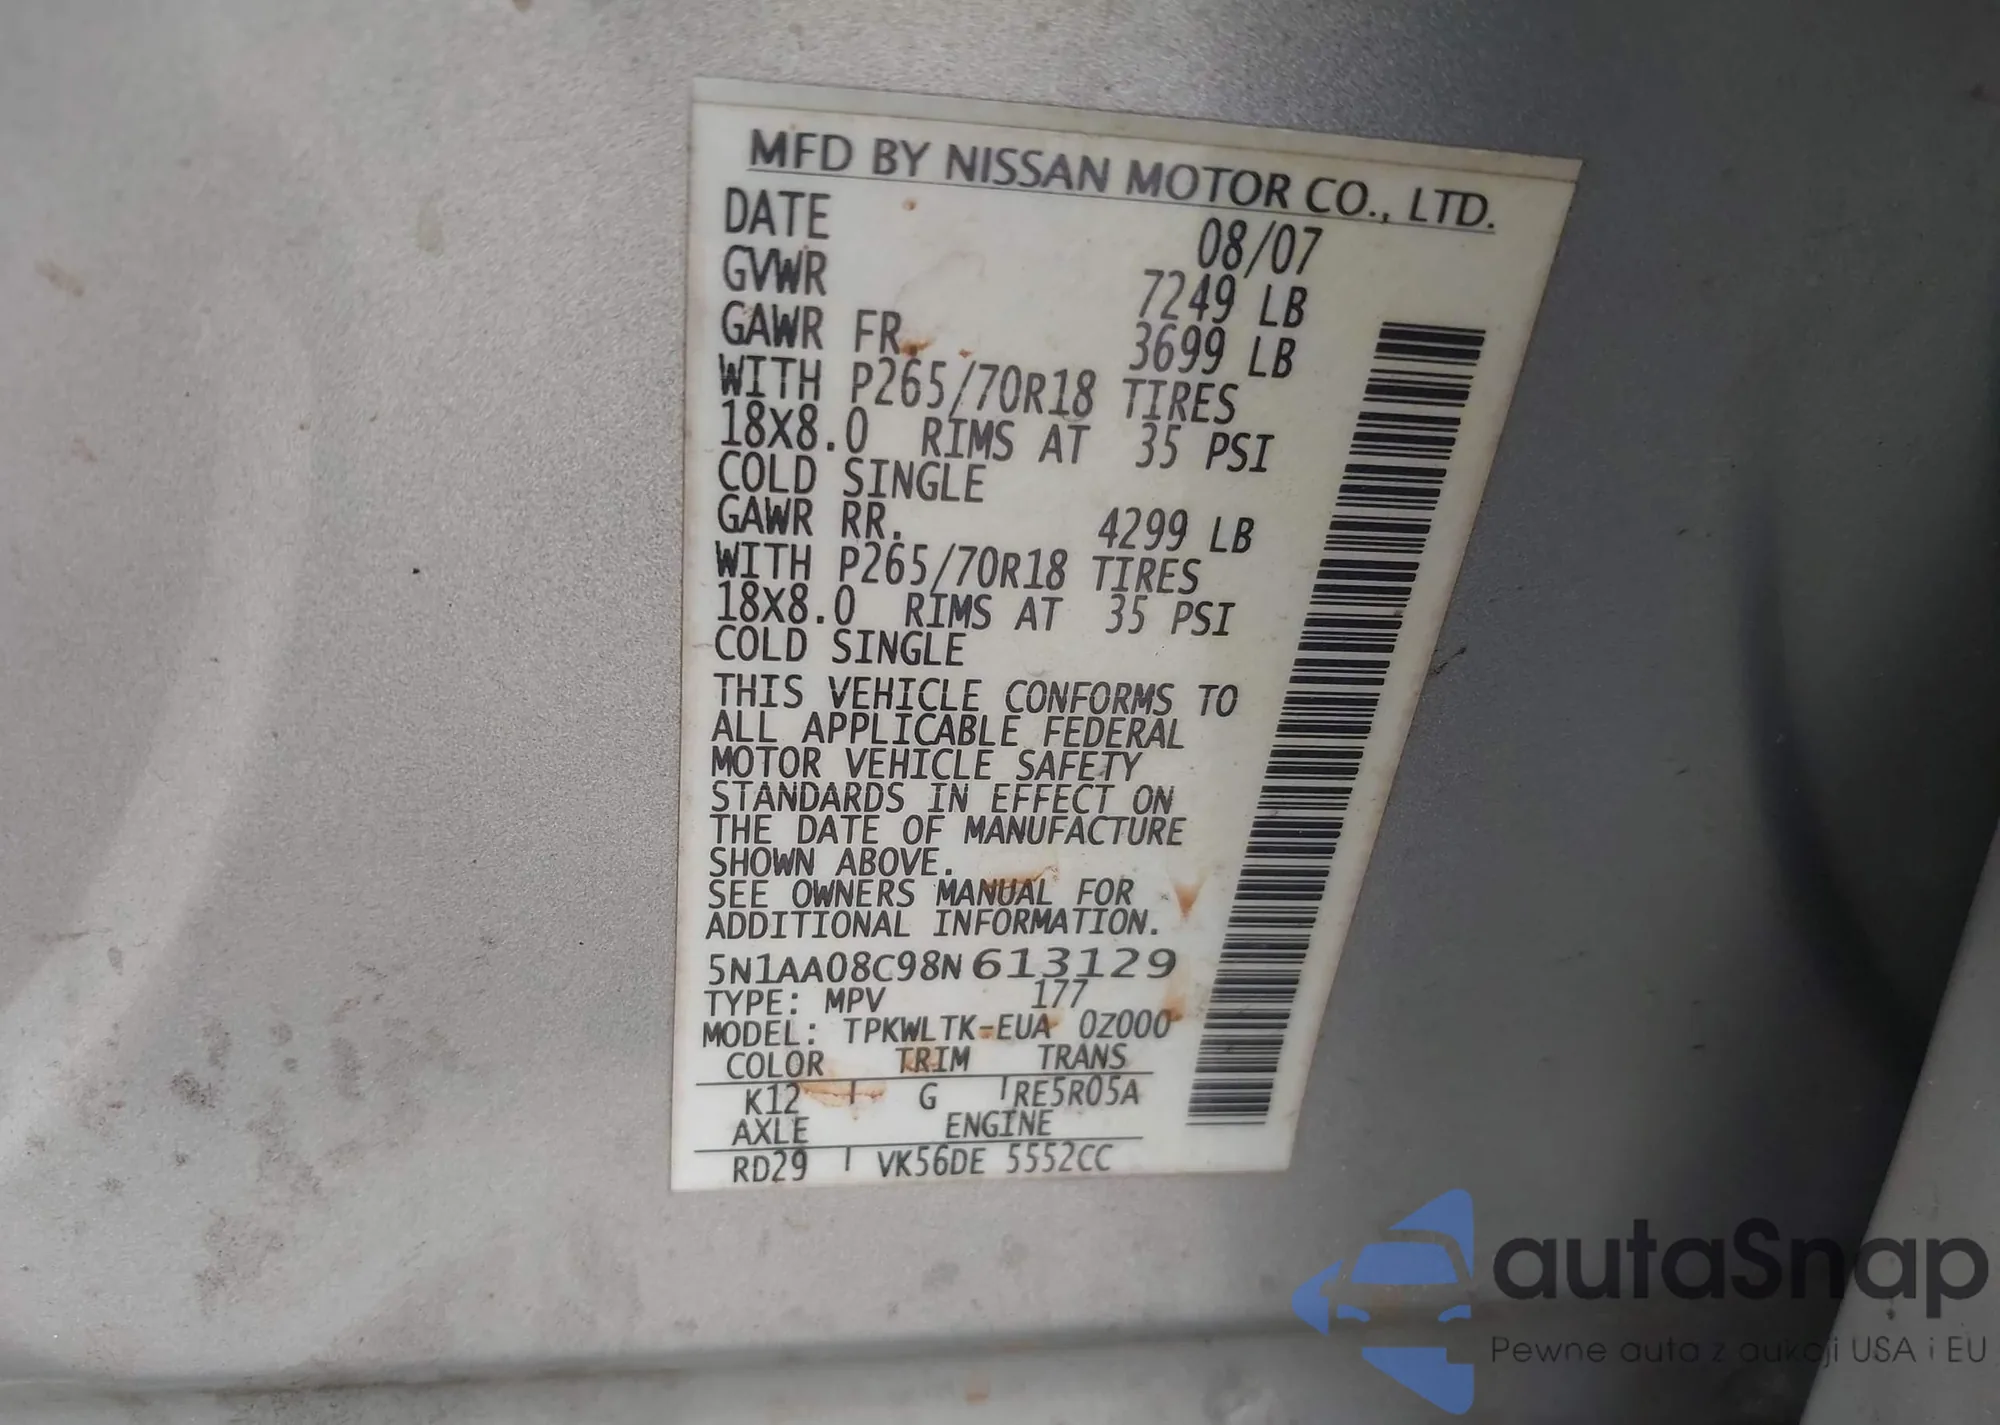 MFD BY NISSAN MOTOR CO., LTD.
DATE 08/07
GVWR 7249 LB
GAWR FR. 3699 LB
WITH P265/70R18 TIRES
18X8.0 RIMS AT 35 PSI
COLD SINGLE
GAWR RR. 4299 LB
WITH P265/70R18 TIRES
18X8.0 RIMS AT 35 PSI
COLD SINGLE
THIS VEHICLE CONFORMS TO
ALL APPLICABLE FEDERAL
MOTOR VEHICLE SAFETY
STANDARDS IN EFFECT ON
THE DATE OF MANUFACTURE
SHOWN ABOVE.
SEE OWNERS MANUAL FOR
ADDITIONAL INFORMATION.
5N1AA08C98N613129
TYPE: MPV 177
MODEL: TPKWLTK-EUA 0Z000
COLOR TRIM TRANS
K12 G RE5R05A
AXLE ENGINE
RD29 VK56DE 5552CC
autaSnap
Pewne auta z aukcji USA i EU